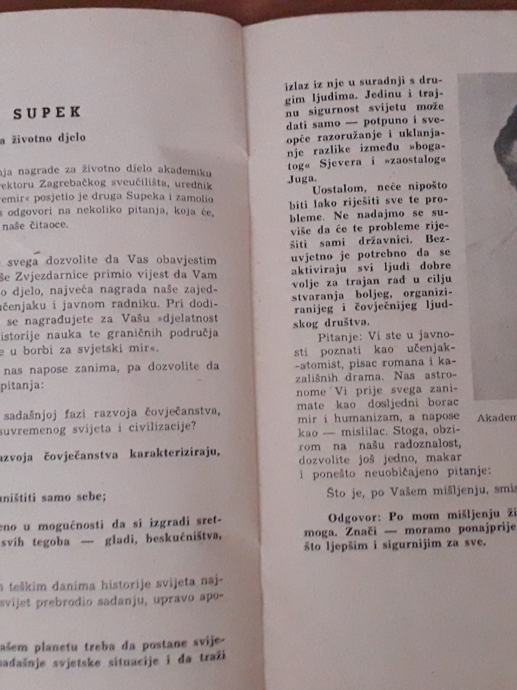 SUPEK
a životno djelo
nja nagrade za životno djelo akademiku
ektoru Zagrebačkog sveučilišta, urednik
emir« posjetio je druga Supeka i zamolio
s odgovori na nekoliko pitanja, koja će,
naše čitaoce.
e svega dozvolite da Vas obavjestim
še Zvjezdarnice primio vijest da Vam
o djelo, najveća nagrada naše zajed-
učenjaku i javnom radniku. Pri dodi-
se nagrađujete za Vašu »djelatnost
istorije nauka te graničnih područja
e u borbi za svjetski mir«.
nas napose zanima, pa dozvolite da
pitanja:
sadašnjoj fazi razvoja čovječanstva,
suvremenog svijeta i civilizacije?
azvoja čovječanstva karakteriziraju,
uništiti samo sebe;
eno u mogućnosti da si izgradi sret-
svih tegoba — gladi, beskućništva,
n teškim danima historije svijeta naj-
svijet prebrodio sadanju, upravo apo-
ašem planetu treba da postane svije-
sadašnje svjetske situacije i da traži
izlaz iz nje u suradnji s dru-
gim ljudima. Jedinu i traj-
nu sigurnost svijetu može
dati samo — potpuno i sve-
opće razoružanje i uklanja-
nje razlike između »boga-
tog« Sjevera i »zaostalog«
Juga.
Uostalom, neće nipošto
biti lako riješiti sve te pro-
bleme. Ne nadajmo se su-
više da će te probleme rije-
šiti sami državnici. Bez-
uvjetno je potrebno da se
aktiviraju svi ljudi dobre
volje za trajan rad u cilju
stvaranja boljeg, organizi-
ranijeg i čovječnijeg ljud-
skog društva.
Pitanje: Vi ste u javno-
sti poznati kao učenjak-
-atomist, pisac romana i ka-
zališnih drama. Nas astro-
nome Vi prije svega zani-
mate kao dosljedni borac
mir i humanizam, a napose
kao — mislilac. Stoga, obzi-
rom na našu radoznalost,
dozvolite još jedno, makar
i ponešto neuobičajeno pitanje:
Akadem
Što je, po Vašem mišljenju, smis
Odgovor: Po mom mišljenju ži
moga. Znači — moramo ponajprije
što ljepšim i sigurnijim za sve.